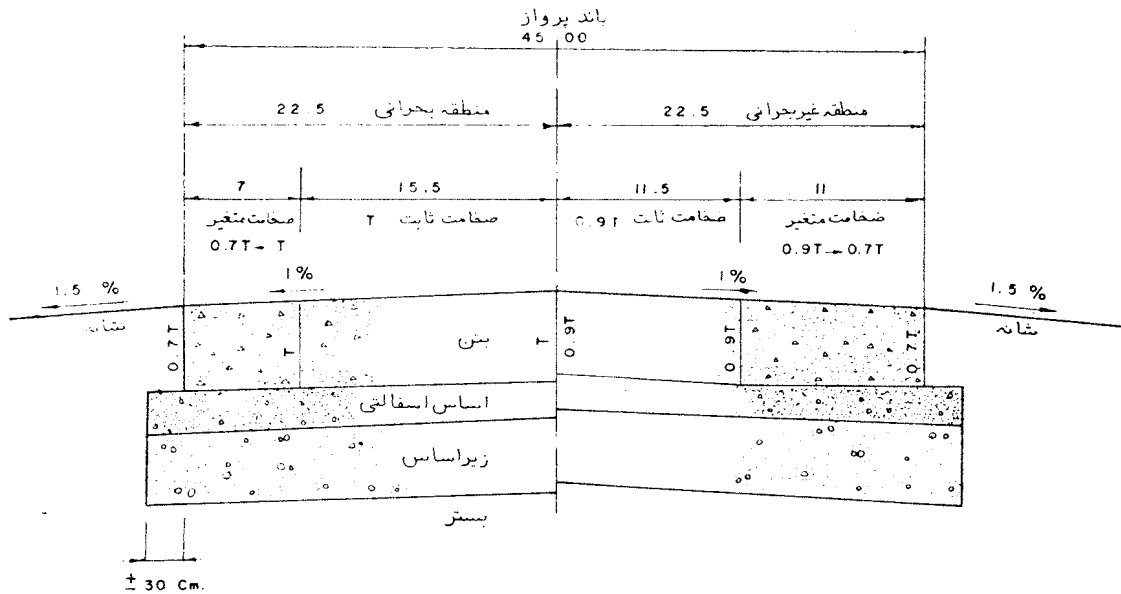 باند پرواز
45 00
22.5 منطقه بحرانی
22.5 منطقه غیربحرانی
7
15.5
11.5
11
ضخامت متغیر
ضخامت ثابت T
ضخامت ثابت 0.9T
ضخامت متغیر
0.7T - T
0.9T → 0.7T
1.5 %
1%
1%
1.5 %
شانه
شانه
0.7T
T
بتن
T
0.9T
0.9T
0.7T
اساس اسفالتی
زیراساس
بستر
± 30 Cm.